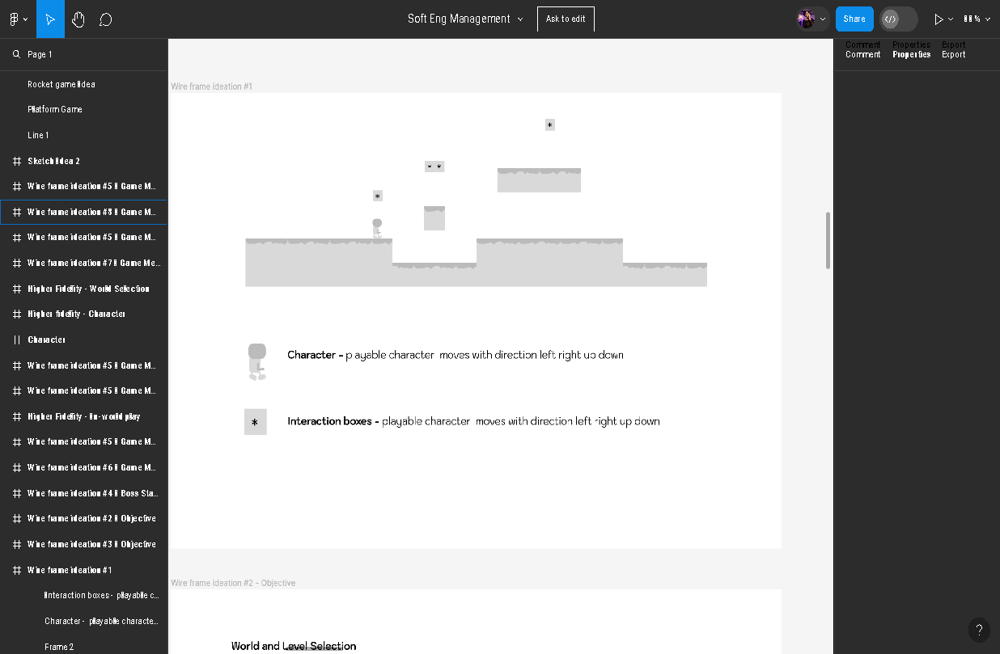 Soft Eng Management
Ask to edit
Share
</>
Page 1
Comment Properties Export
Comment Properties Export
Rocket game idea
Platform Game
Line 1
Sketch idea 2
Wire frame ideation #5 Game M...
Wire frame ideation Game M...
Wire frame ideation #5 Game M...
Wire frame ideation #7 Game Me...
Higher Fidelity - World Selection
Higher fidelity - Character
Character
Wire frame ideation #5 Game M...
Wire frame ideation #5 Game M...
Higher Fidelity - In-world play
Wire frame ideation #5 Game M...
Wire frame ideation #6 Game M...
Wire frame ideation #4 Boss Sta...
Wire frame ideation #2 Objective
Wire frame ideation #3 Objective
Wire frame ideation #1
Interaction boxes - playable c...
Character - playable characte...
Frame 2
Wire frame ideation #1
*
* *
*
Character - playable character moves with direction left right up down
*
Interaction boxes - playable character moves with direction left right up down
Wire frame ideation #2 - Objective
World and Level Selection
?